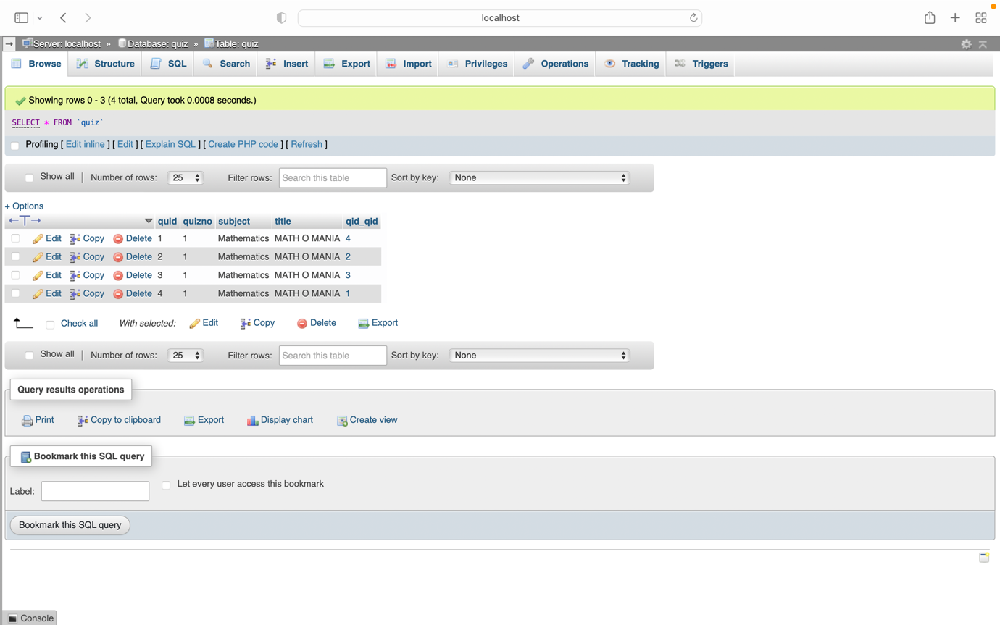 localhost
Server: localhost » Database: quiz » Table: quiz
Browse Structure SQL Search Insert Export Import Privileges Operations Tracking Triggers
Showing rows 0 - 3 (4 total, Query took 0.0008 seconds.)
SELECT * FROM `quiz`
Profiling [ Edit inline ] [ Edit ] [ Explain SQL ] [ Create PHP code ] [ Refresh ]
Show all | Number of rows: 25 Filter rows: Search this table Sort by key: None
+ Options
quid quizno subject title qid_qid
Edit Copy Delete 1 1 Mathematics MATH O MANIA 4
Edit Copy Delete 2 1 Mathematics MATH O MANIA 2
Edit Copy Delete 3 1 Mathematics MATH O MANIA 3
Edit Copy Delete 4 1 Mathematics MATH O MANIA 1
Check all With selected: Edit Copy Delete Export
Show all | Number of rows: 25 Filter rows: Search this table Sort by key: None
Query results operations
Print Copy to clipboard Export Display chart Create view
Bookmark this SQL query
Label: Let every user access this bookmark
Bookmark this SQL query
Console